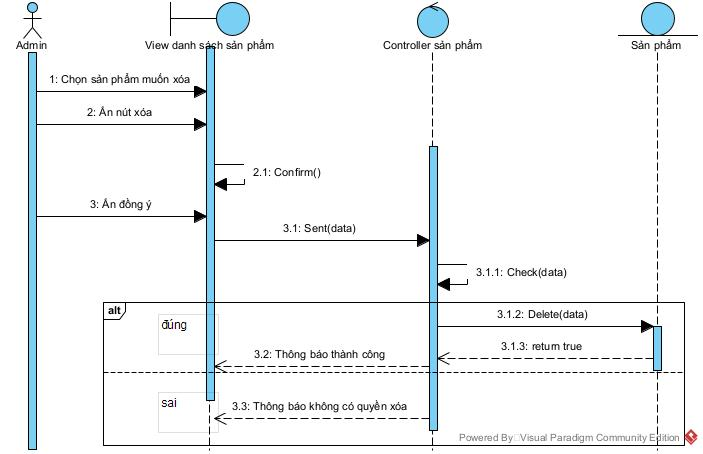 Admin
View danh sách sản phẩm
Controller sản phẩm
Sản phẩm
1: Chọn sản phẩm muốn xóa
2: Ấn nút xóa
2.1: Confirm()
3: Ấn đồng ý
3.1: Sent(data)
3.1.1: Check(data)
alt
3.1.2: Delete(data)
đúng
3.1.3: return true
3.2: Thông báo thành công
sai
3.3: Thông báo không có quyền xóa
Powered By Visual Paradigm Community Edition